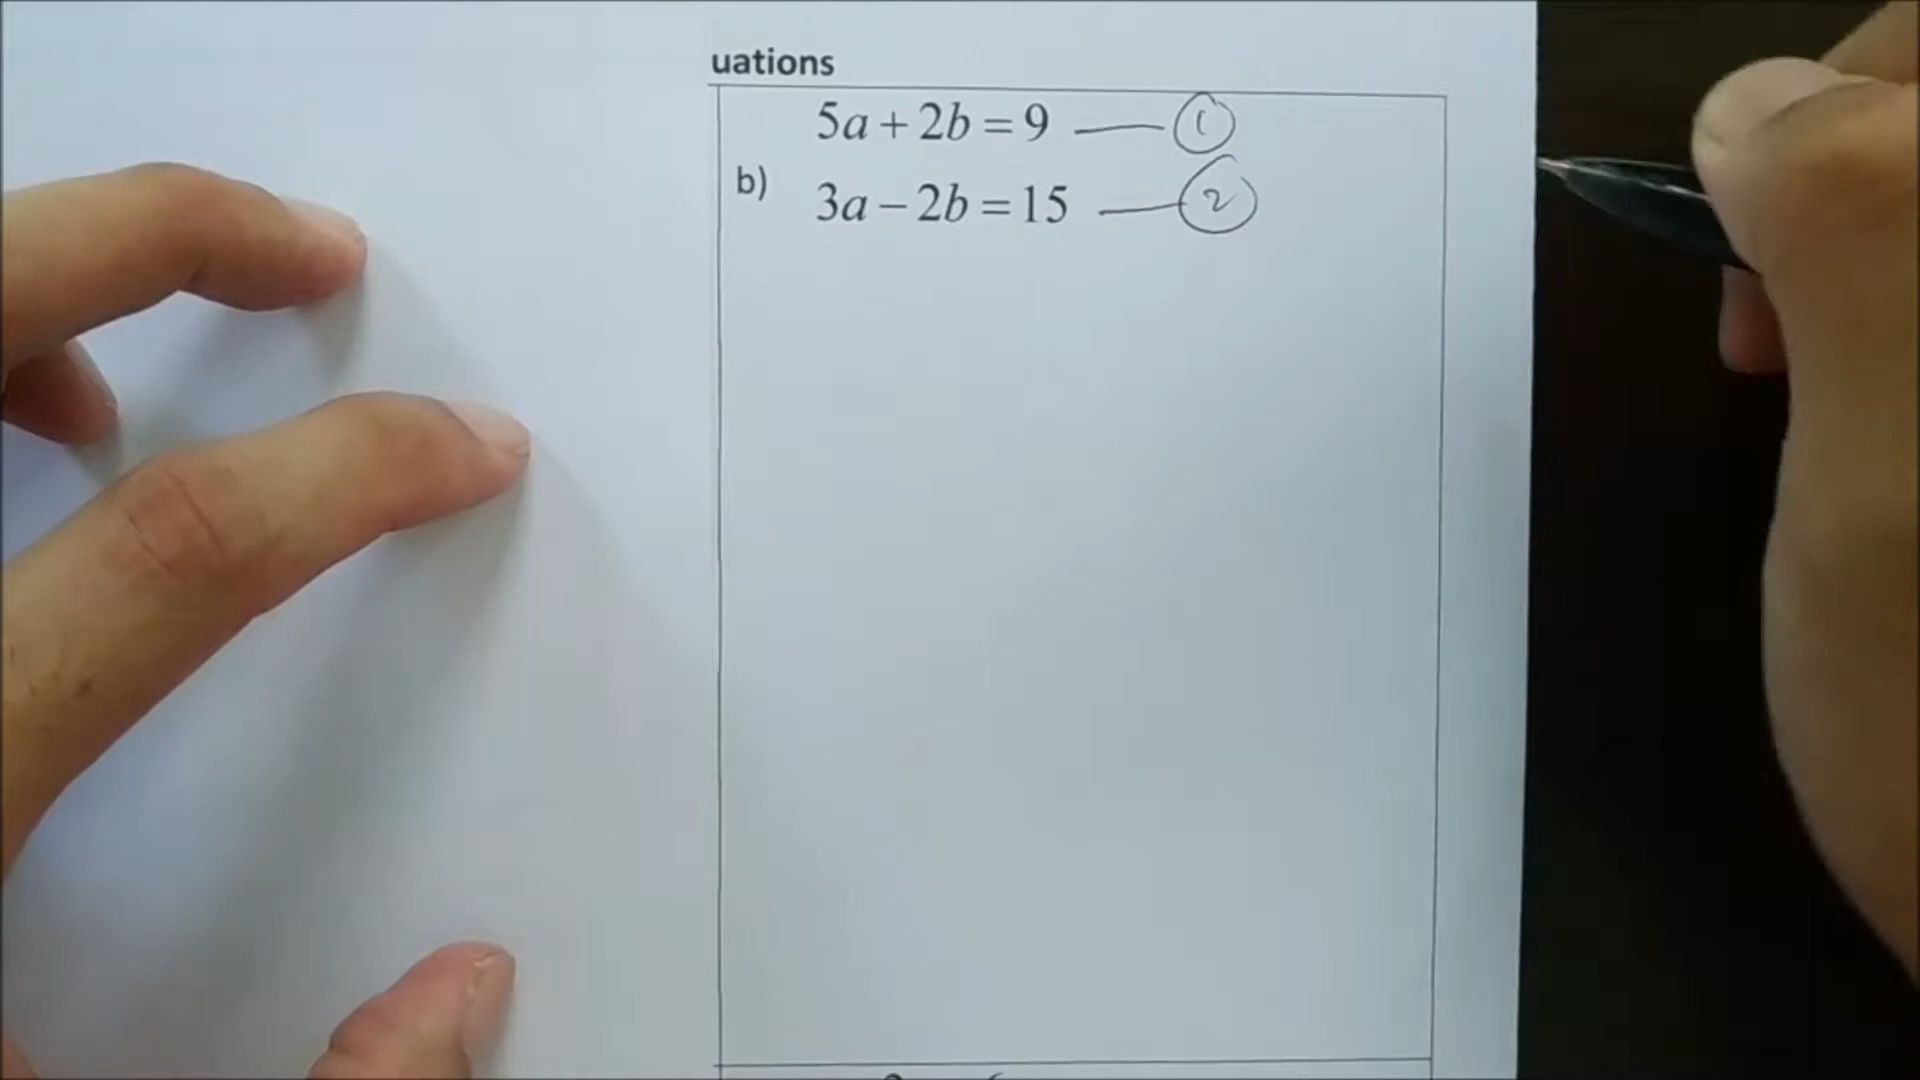 uations
5a + 2b = 9 — 1
b)
3a − 2b = 15 — 2